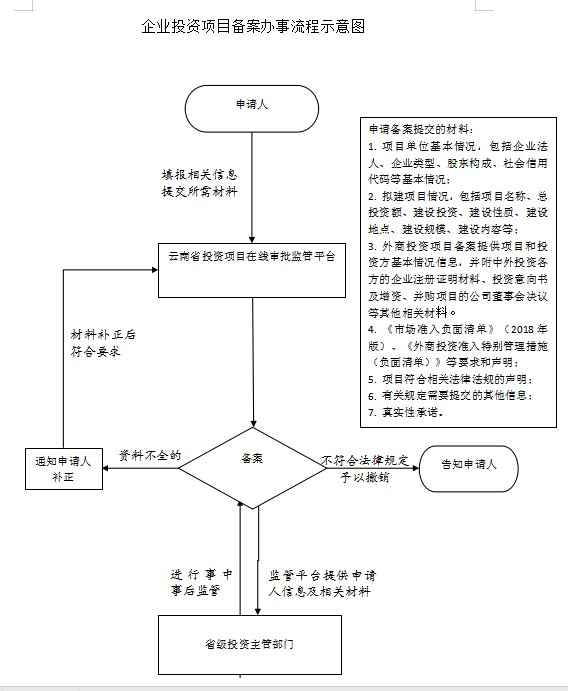 企业投资项目备案办事流程示意图
申请人
填报相关信息
提交所需材料
申请备案提交的材料：
1. 项目单位基本情况，包括企业法
人、企业类型、股东构成、社会信用
代码等基本情况；
2. 拟建项目情况，包括项目名称、总
投资额、建设投资、建设性质、建设
地点、建设规模、建设内容等；
3. 外商投资项目备案提供项目和投
资方基本情况信息，并附中外投资各
方的企业注册证明材料、投资意向书
及增资、并购项目的公司董事会决议
等其他相关材料。
4. 《市场准入负面清单》（2018 年
版）、《外商投资准入特别管理措施
（负面清单）》等要求和声明；
5. 项目符合相关法律法规的声明；
6. 有关规定需要提交的其他信息；
7. 真实性承诺。
云南省投资项目在线审批监管平台
材料补正后
符合要求
通知申请人
补正
资料不全的
备案
不符合法律规定
予以撤销
告知申请人
进行事中
事后监管
监管平台提供申请
人信息及相关材料
省级投资主管部门